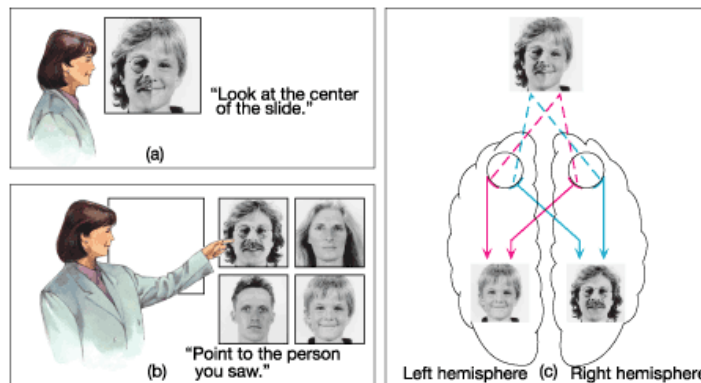 “Look at the center
of the slide.”
(a)
“Point to the person
you saw.”
(b)
Left hemisphere (c) Right hemisphere